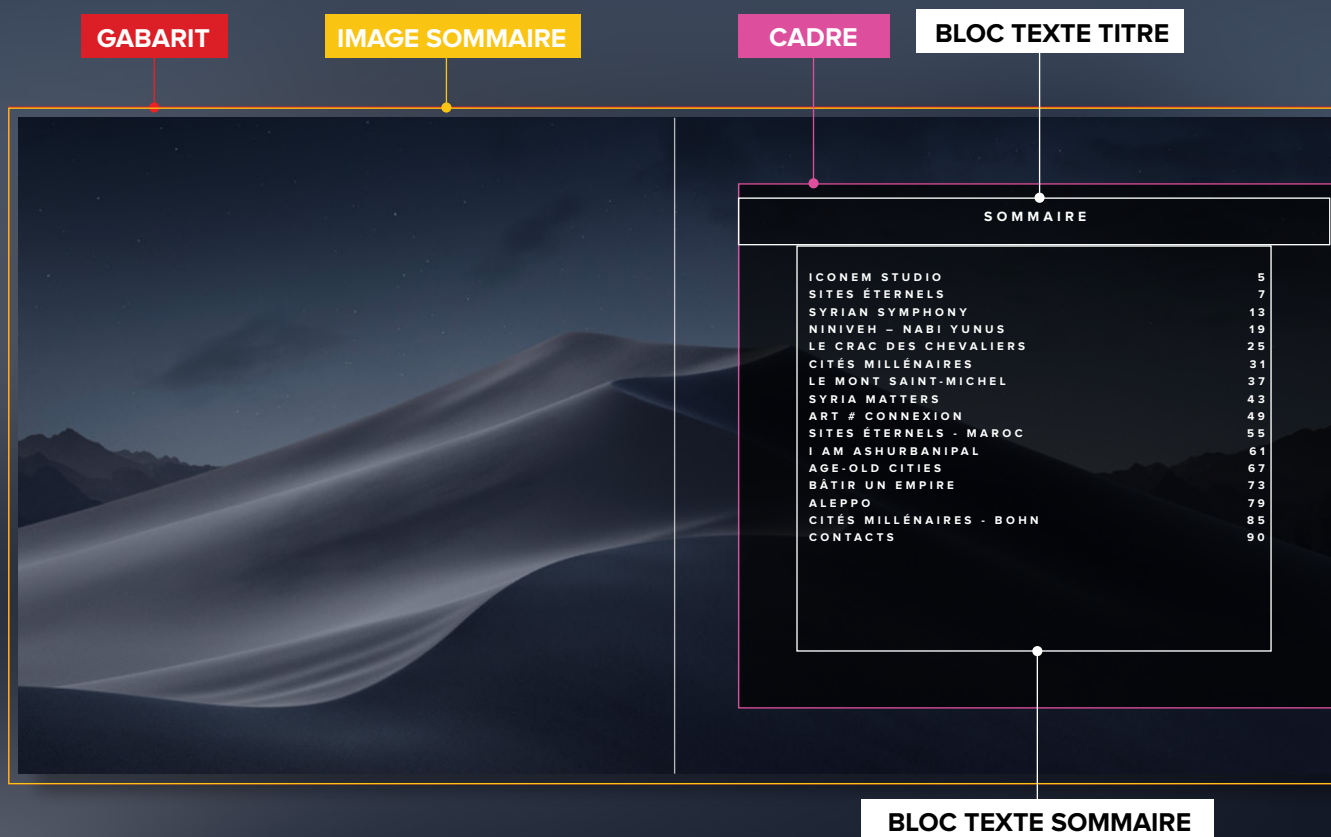 GABARIT
IMAGE SOMMAIRE
CADRE
BLOC TEXTE TITRE
SOMMAIRE
ICONEM STUDIO 5
SITES ÉTERNELS 7
SYRIAN SYMPHONY 13
NINIVEH – NABI YUNUS 19
LE CRAC DES CHEVALIERS 25
CITÉS MILLÉNAIRES 31
LE MONT SAINT-MICHEL 37
SYRIA MATTERS 43
ART # CONNEXION 49
SITES ÉTERNELS - MAROC 55
I AM ASHURBANIPAL 61
AGE-OLD CITIES 67
BÂTIR UN EMPIRE 73
ALEPPO 79
CITÉS MILLÉNAIRES - BOHN 85
CONTACTS 90
BLOC TEXTE SOMMAIRE